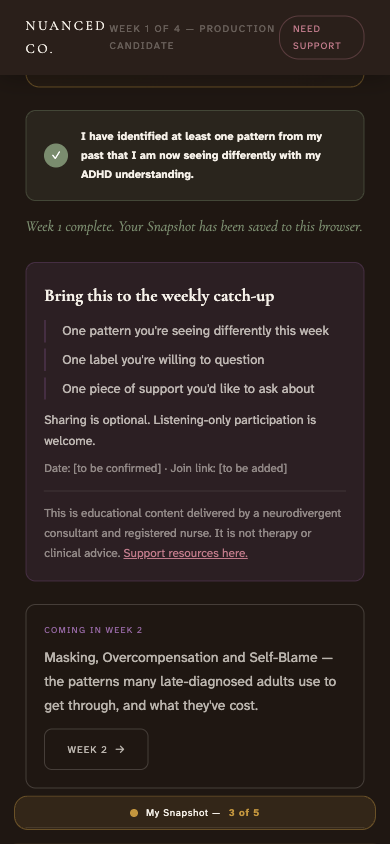 NUANCED CO.
WEEK 1 OF 4 — PRODUCTION CANDIDATE
NEED SUPPORT
I have identified at least one pattern from my
past that I am now seeing differently with my
ADHD understanding.
Week 1 complete. Your Snapshot has been saved to this browser.
Bring this to the weekly catch-up
One pattern you're seeing differently this week
One label you're willing to question
One piece of support you'd like to ask about
Sharing is optional. Listening-only participation is
welcome.
Date: [to be confirmed] · Join link: [to be added]
This is educational content delivered by a neurodivergent
consultant and registered nurse. It is not therapy or
clinical advice. Support resources here.
COMING IN WEEK 2
Masking, Overcompensation and Self-Blame —
the patterns many late-diagnosed adults use to
get through, and what they've cost.
WEEK 2 →
My Snapshot — 3 of 5